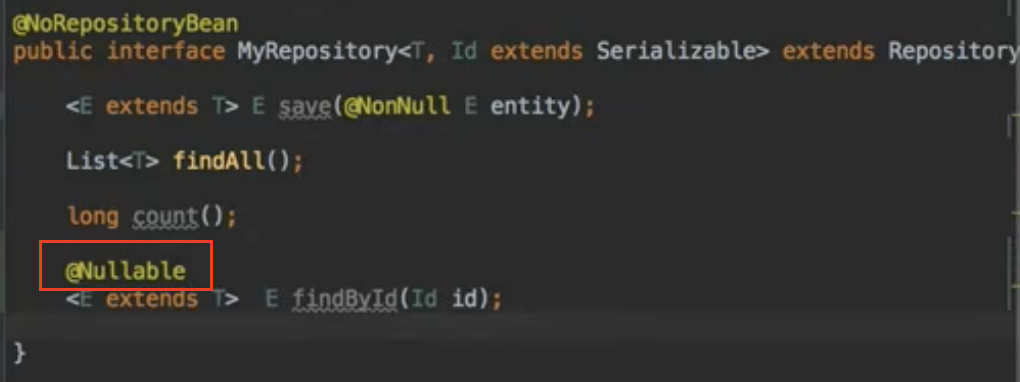 @NoRepositoryBean
public interface MyRepository<T, Id extends Serializable> extends Repository
<E extends T> E save(@NonNull E entity);
List<T> findAll();
long count();
@Nullable
<E extends T> E findById(Id id);
}